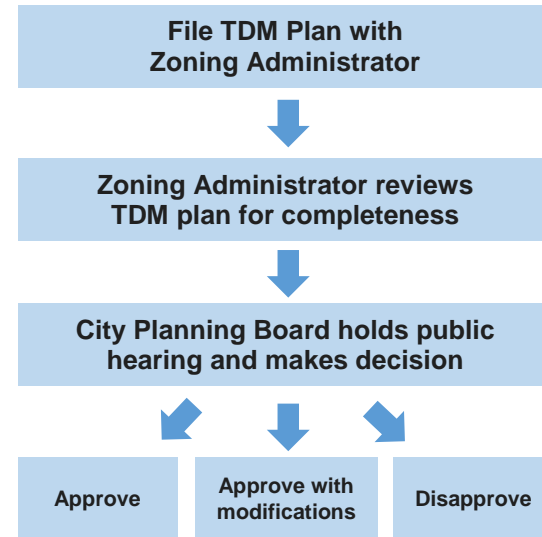 File TDM Plan with
Zoning Administrator
Zoning Administrator reviews
TDM plan for completeness
City Planning Board holds public
hearing and makes decision
Approve
Approve with
modifications
Disapprove